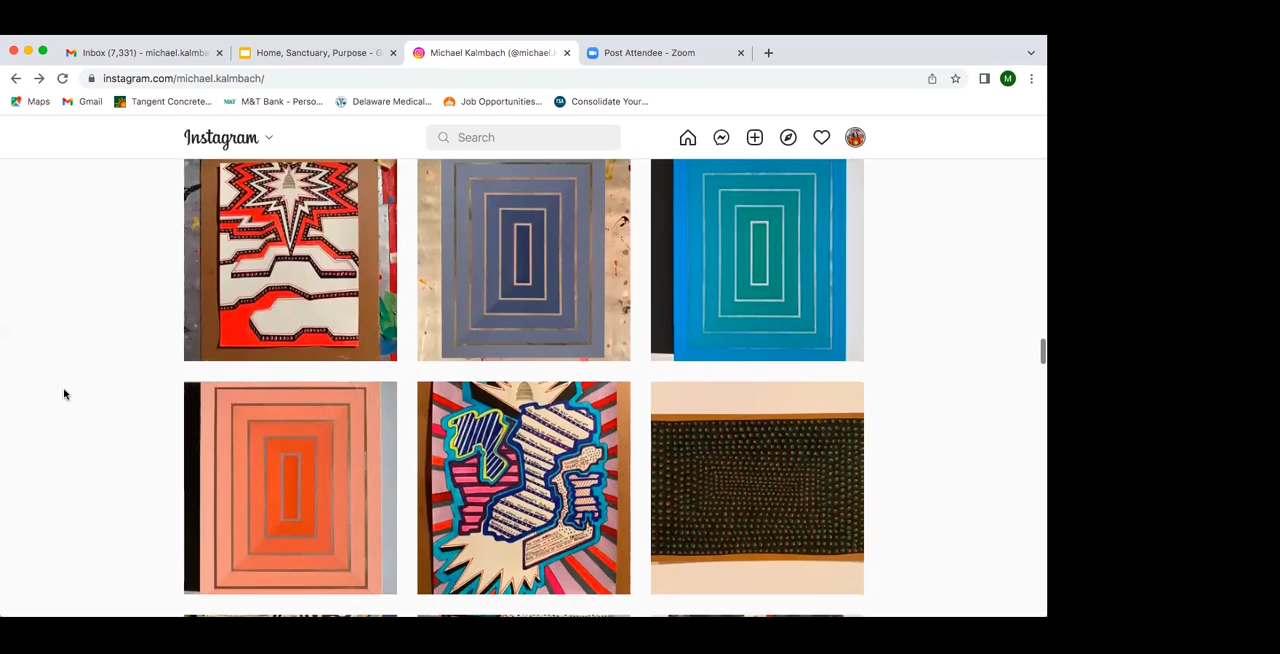 Inbox (7,331) - michael.kalmba
Home, Sanctuary, Purpose - G
Michael Kalmbach (@michael.k
Post Attendee - Zoom
instagram.com/michael.kalmbach/
M
Maps
Gmail
Tangent Concrete...
M&T Bank - Perso...
Delaware Medical...
Job Opportunities...
Consolidate Your...
Instagram
Search